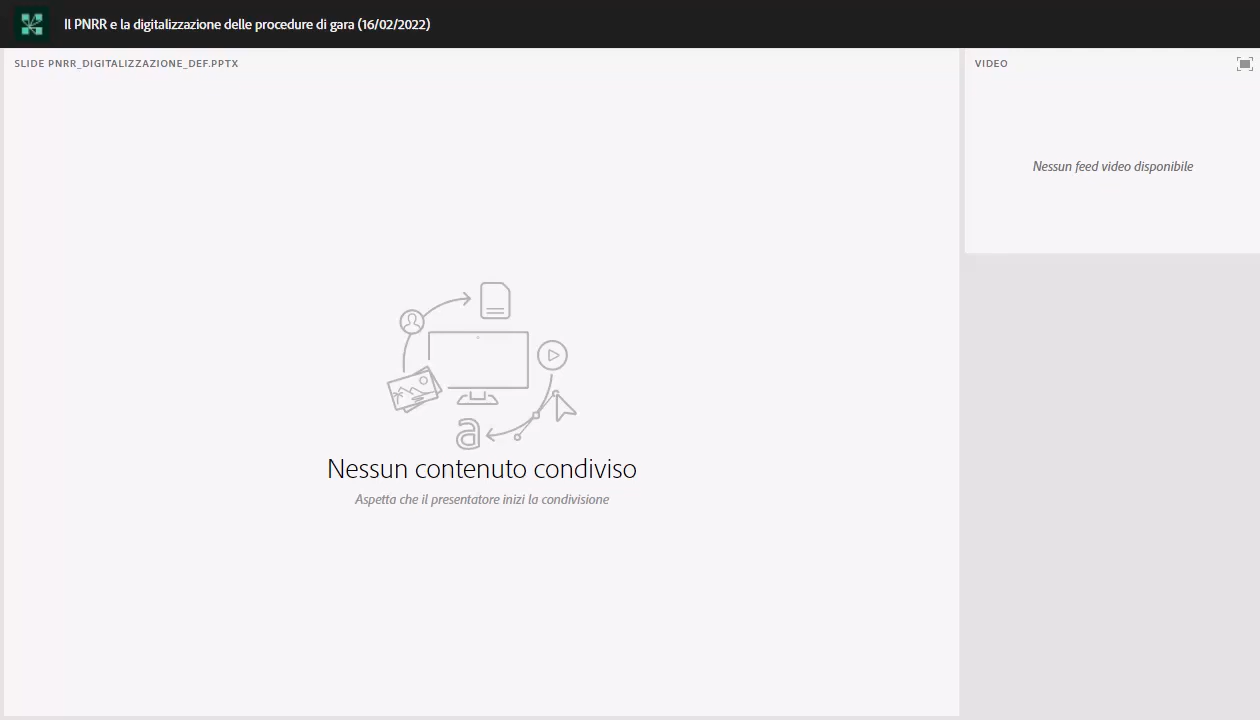 Il PNRR e la digitalizzazione delle procedure di gara (16/02/2022)
SLIDE PNRR_DIGITALIZZAZIONE_DEF.PPTX
VIDEO
Nessun feed video disponibile
a
Nessun contenuto condiviso
Aspetta che il presentatore inizi la condivisione